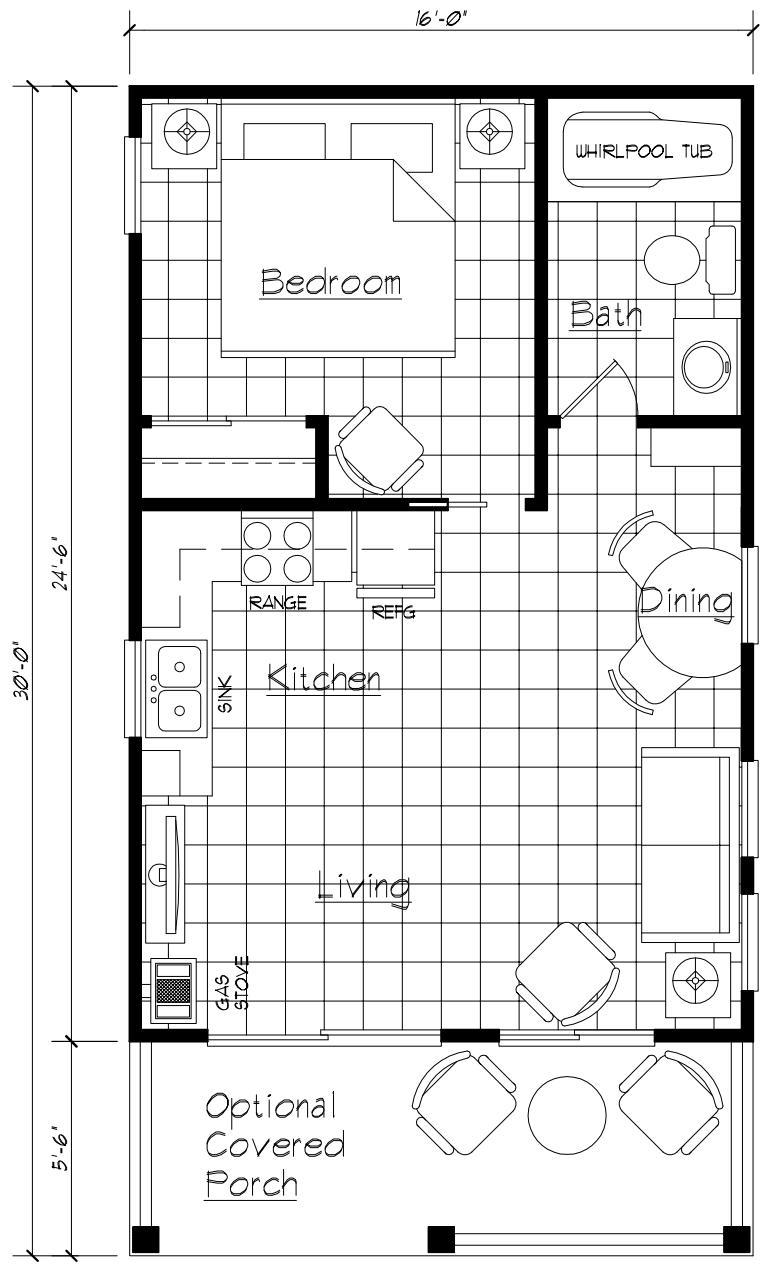 16'-0"
WHIRLPOOL TUB
Bedroom
Bath
24'-6"
RANGE
REFG
Dining
30'-0"
Kitchen
SINK
Living
GAS
STOVE
Optional
Covered
Porch
5'-6"